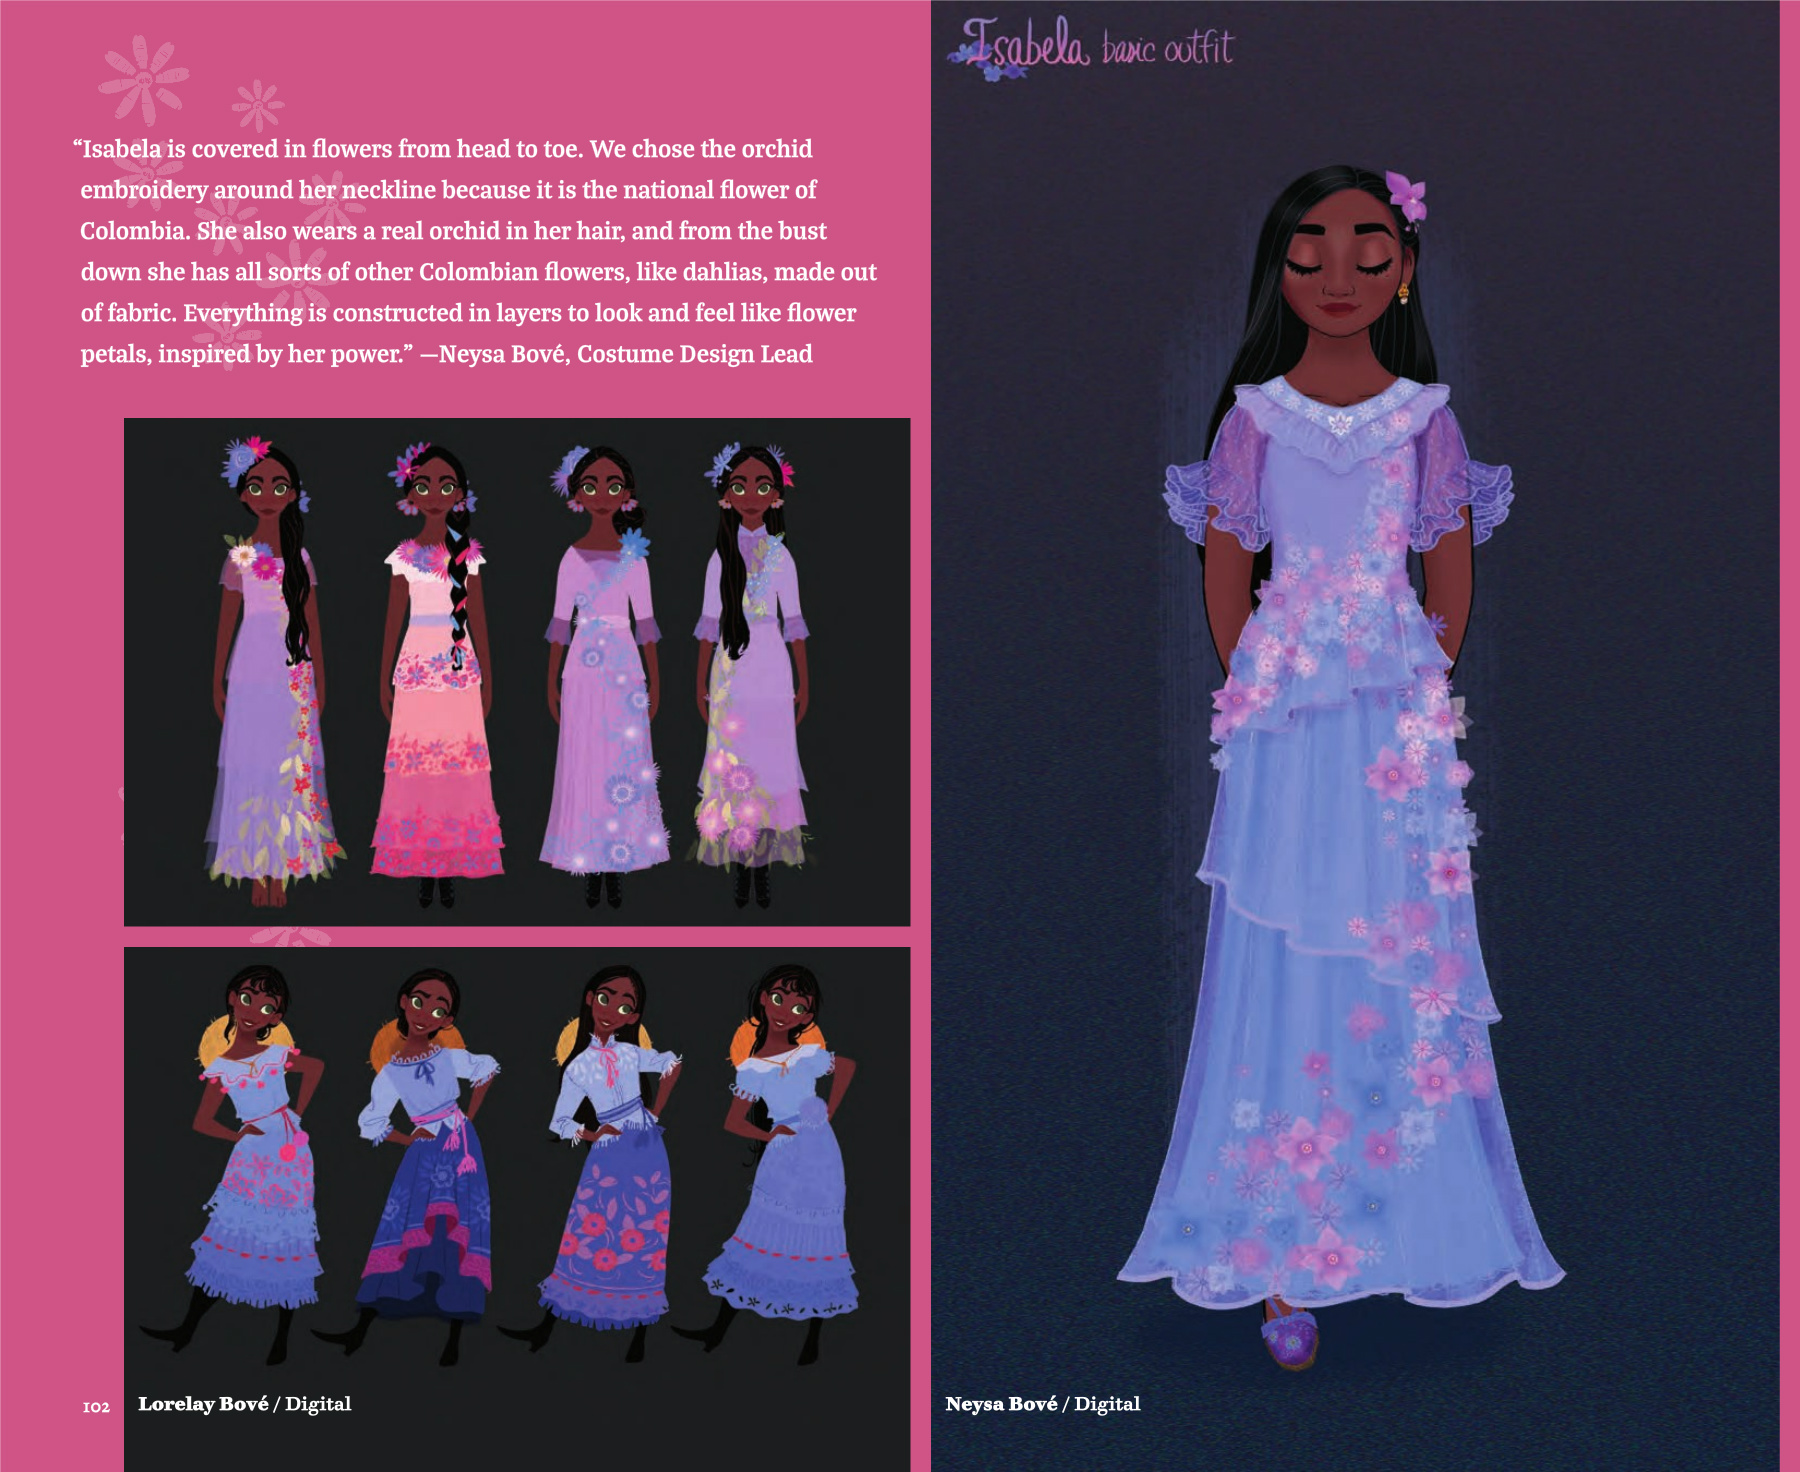 “Isabela is covered in flowers from head to toe. We chose the orchid
embroidery around her neckline because it is the national flower of
Colombia. She also wears a real orchid in her hair, and from the bust
down she has all sorts of other Colombian flowers, like dahlias, made out
of fabric. Everything is constructed in layers to look and feel like flower
petals, inspired by her power.” —Neysa Bové, Costume Design Lead
102
Lorelay Bové / Digital
Isabela basic outfit
Neysa Bové / Digital